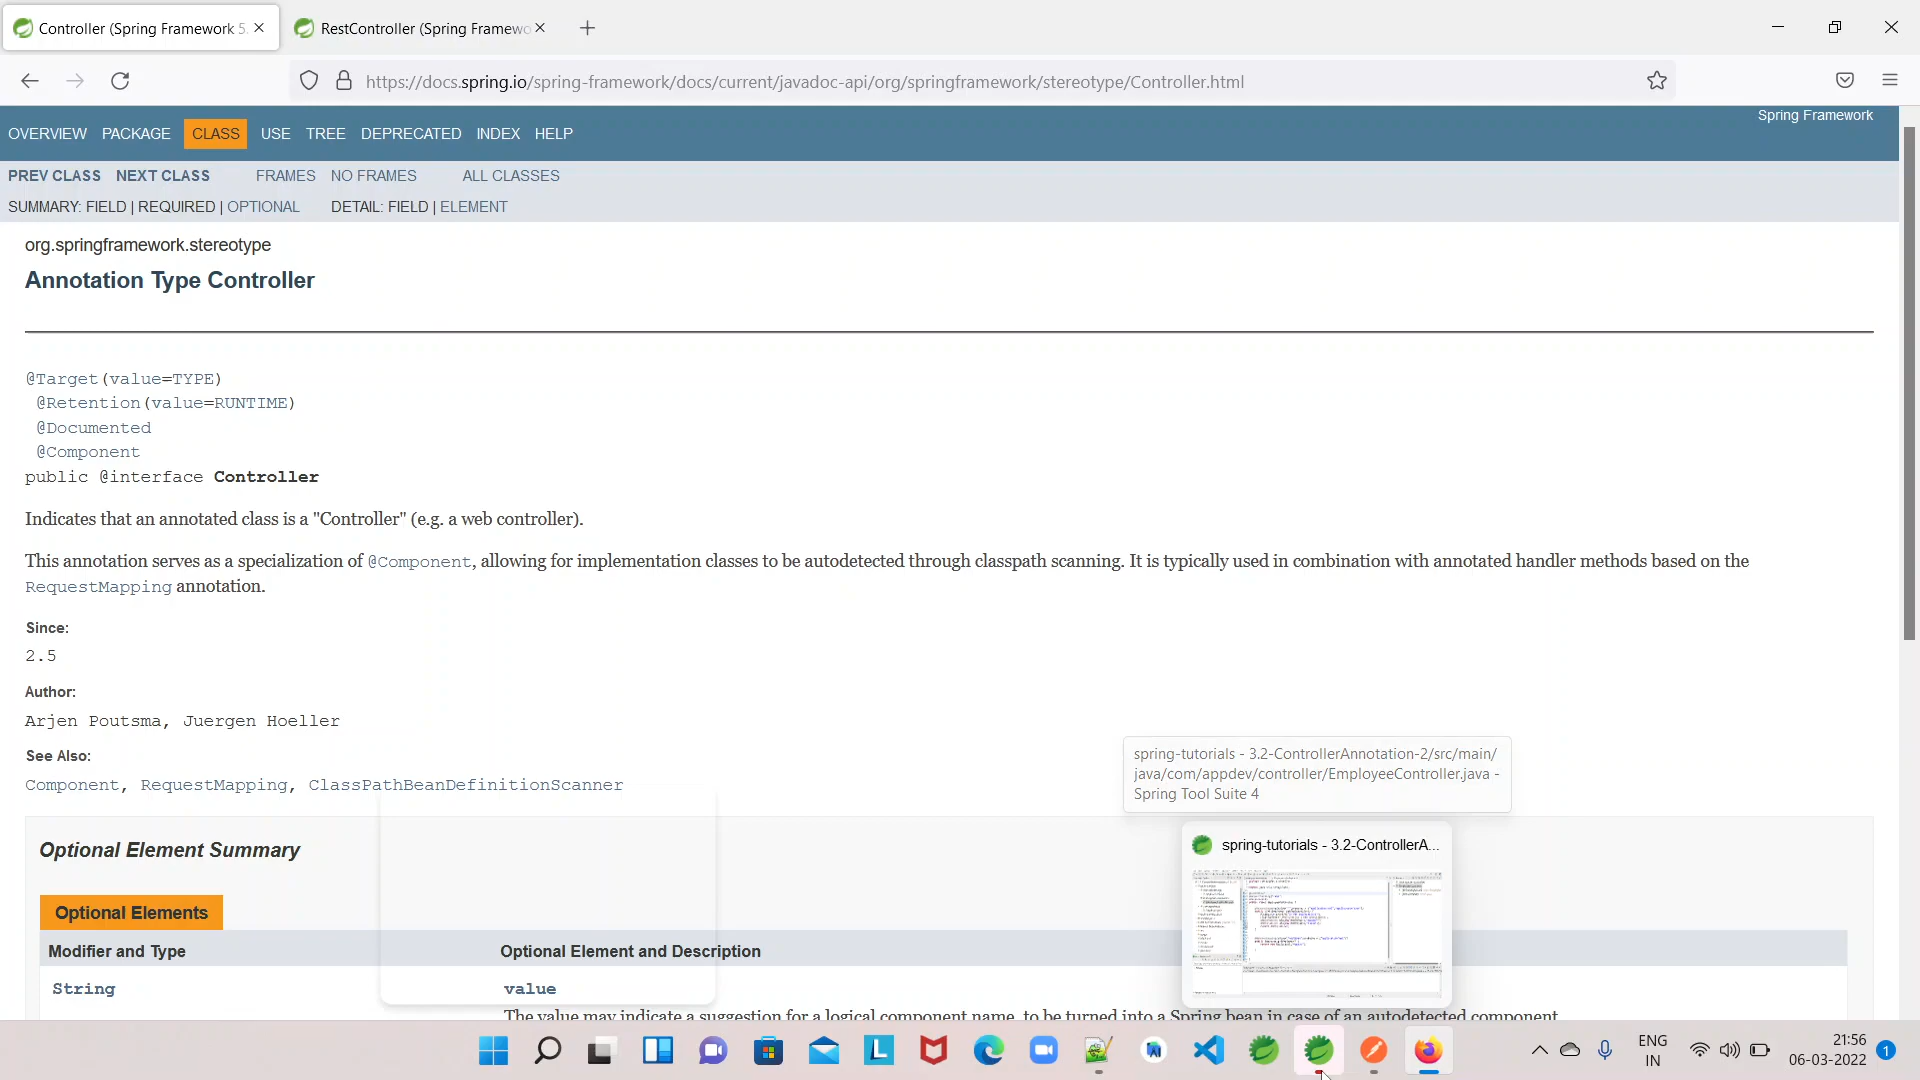 Controller (Spring Framework 5.
RestController (Spring Framewo
https://docs.spring.io/spring-framework/docs/current/javadoc-api/org/springframework/stereotype/Controller.html
OVERVIEW PACKAGE CLASS USE TREE DEPRECATED INDEX HELP
Spring Framework
PREV CLASS NEXT CLASS FRAMES NO FRAMES ALL CLASSES
SUMMARY: FIELD | REQUIRED | OPTIONAL DETAIL: FIELD | ELEMENT
org.springframework.stereotype
Annotation Type Controller
@Target(value=TYPE)
@Retention(value=RUNTIME)
@Documented
@Component
public @interface Controller
Indicates that an annotated class is a "Controller" (e.g. a web controller).
This annotation serves as a specialization of @Component, allowing for implementation classes to be autodetected through classpath scanning. It is typically used in combination with annotated handler methods based on the
RequestMapping annotation.
Since:
2.5
Author:
Arjen Poutsma, Juergen Hoeller
See Also:
Component, RequestMapping, ClassPathBeanDefinitionScanner
spring-tutorials - 3.2-ControllerAnnotation-2/src/main/
java/com/appdev/controller/EmployeeController.java -
Spring Tool Suite 4
spring-tutorials - 3.2-ControllerA...
Optional Element Summary
Optional Elements
Modifier and Type Optional Element and Description
String value
The value may indicate a suggestion for a logical component name, to be turned into a Spring bean in case of an autodetected component.
ENG
IN
21:56
06-03-2022
1